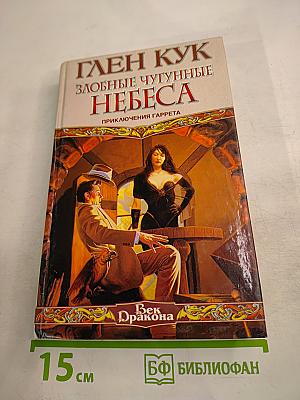 ГЛЕН КУК
ЗЛОБНЫЕ ЧУГУННЫЕ
НЕБЕСА
ПРИКЛЮЧЕНИЯ ГАРРЕТА
Век
Дракона
15 см
БФ БИБЛИОФАН